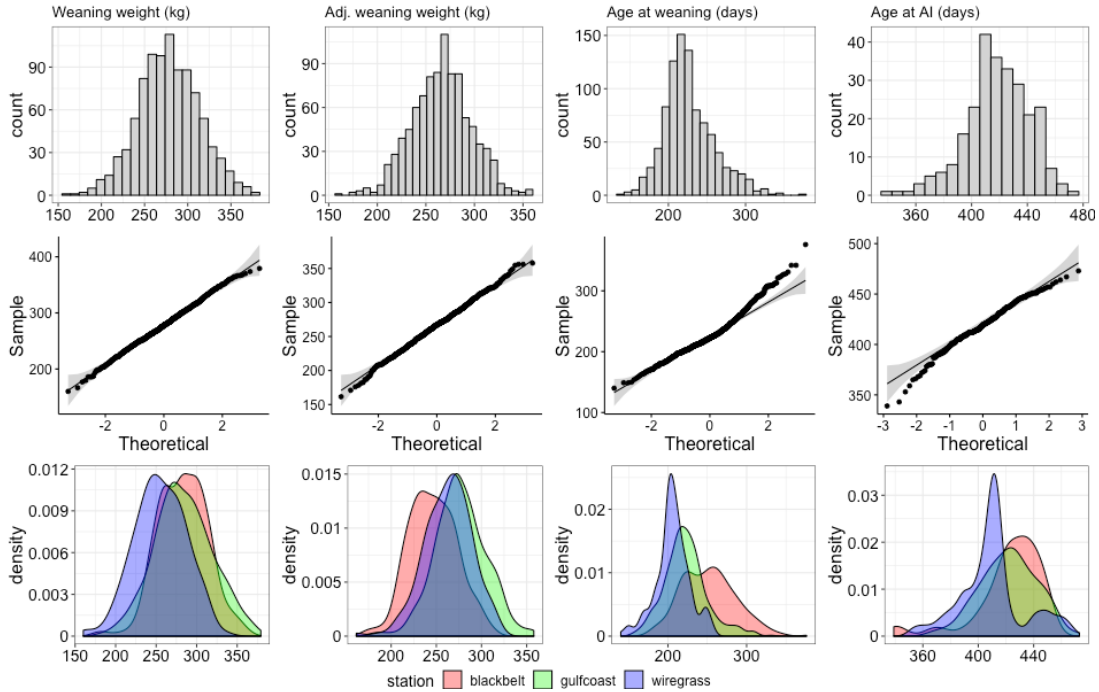 Weaning weight (kg) Adj. weaning weight (kg) Age at weaning (days) Age at AI (days)
count count count count
90 90 150 40
60 60 100 30
30 30 50 20
0 0 0 10
0
150 200 250 300 350 150 200 250 300 350 200 300 360 400 440 480
Sample Sample Sample Sample
400 350 300 500
300 300 200 450
200 250 100 400
200 350
150
-2 0 2 -2 0 2 -2 0 2 -3 -2 -1 0 1 2 3
Theoretical Theoretical Theoretical Theoretical
density density density density
0.012 0.015 0.02 0.03
0.009 0.010 0.01 0.02
0.006 0.005 0 0.01
0.003 0 0
0
150 200 250 300 350 200 250 300 350 200 300 400 440
station blackbelt gulfcoast wiregrass